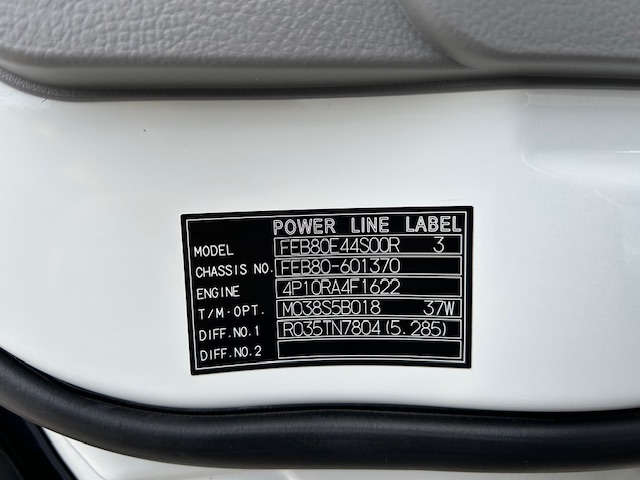 POWER LINE LABEL
MODEL FEB80E44S00R 3
CHASSIS NO. FEB80-601370
ENGINE 4P10RA4F1622
T/M·OPT. M038S5B018 37W
DIFF.NO.1 R035TN7804(5.285)
DIFF.NO.2